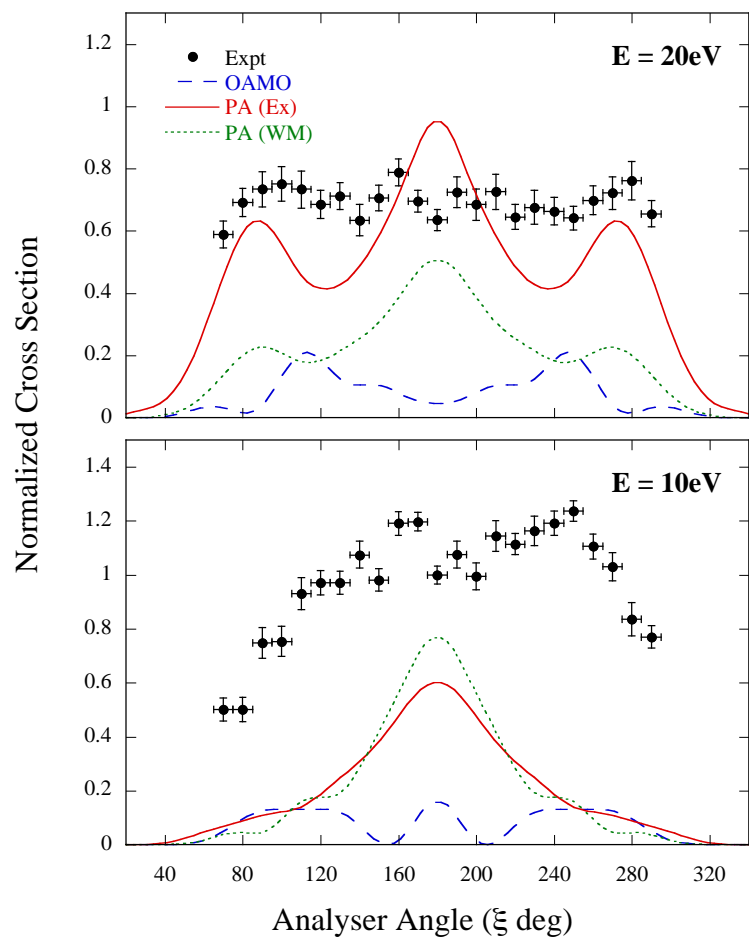 1.2
E = 20eV
Expt
OAMO
1
PA (Ex)
PA (WM)
0.8
0.6
0.4
0.2
0
Normalized Cross Section
1.4
E = 10eV
1.2
1
0.8
0.6
0.4
0.2
0
40 80 120 160 200 240 280 320
Analyser Angle (ξ deg)